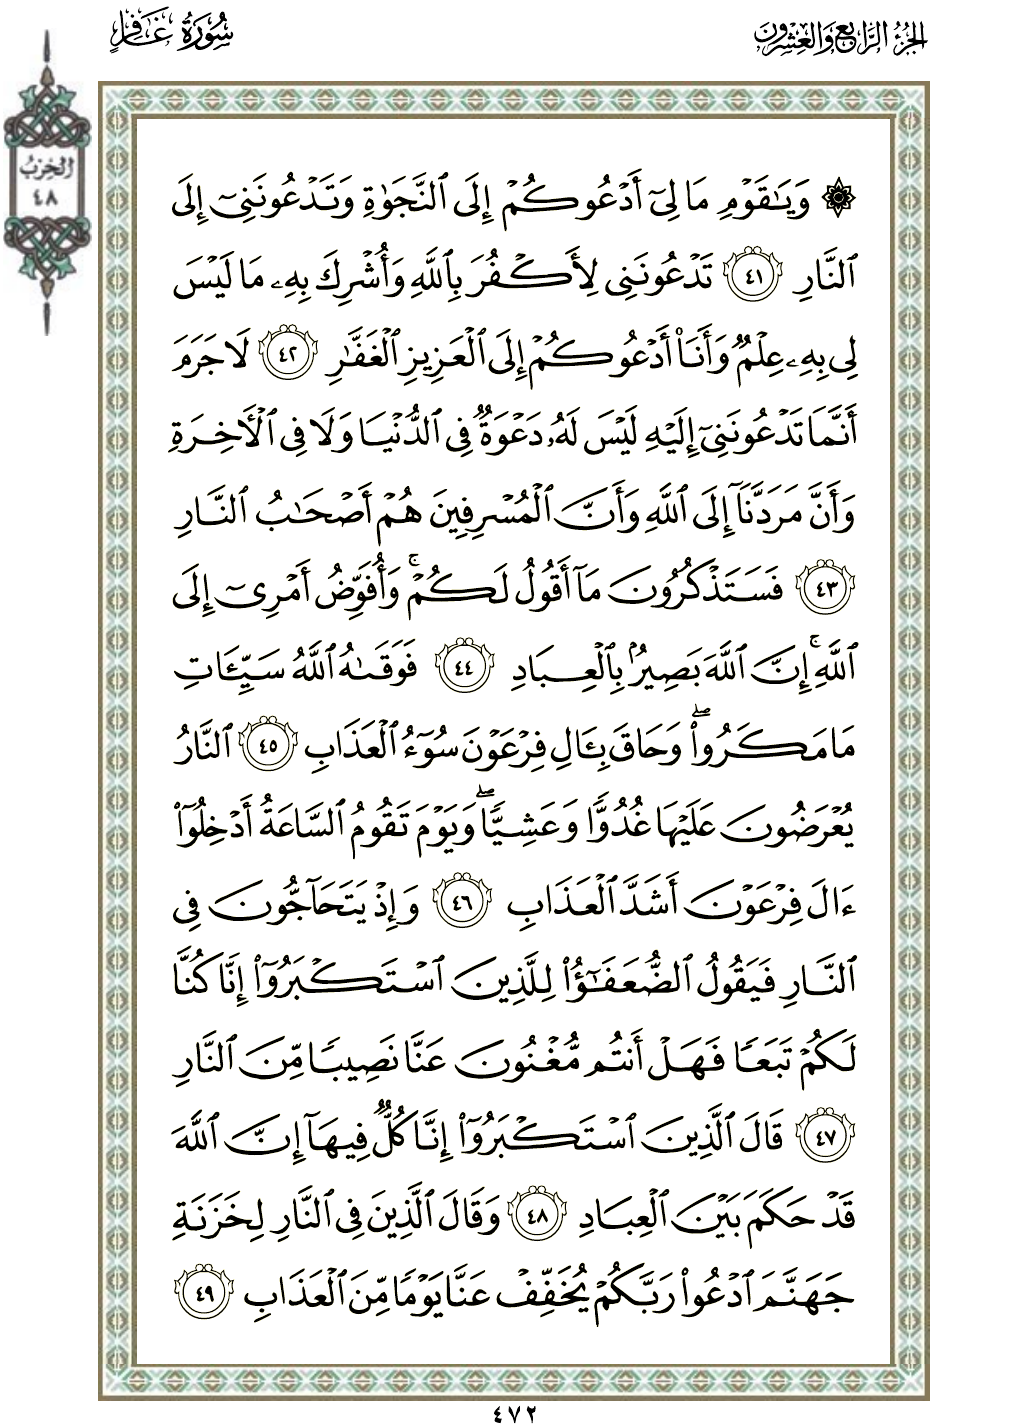 الجزء الرابع والعشرون
سورة غافر
الحزب
٤٨
۞ وَيَٰقَوْمِ مَا لِيٓ أَدْعُوكُمْ إِلَى ٱلنَّجَوٰةِ وَتَدْعُونَنِيٓ إِلَى
ٱلنَّارِ ٤١ تَدْعُونَنِي لِأَكْفُرَ بِٱللَّهِ وَأُشْرِكَ بِهِۦ مَا لَيْسَ
لِي بِهِۦ عِلْمٌ وَأَنَا۠ أَدْعُوكُمْ إِلَى ٱلْعَزِيزِ ٱلْغَفَّٰرِ ٤٢ لَا جَرَمَ
أَنَّمَا تَدْعُونَنِيٓ إِلَيْهِ لَيْسَ لَهُۥ دَعْوَةٌ فِي ٱلدُّنْيَا وَلَا فِي ٱلْأٓخِرَةِ
وَأَنَّ مَرَدَّنَآ إِلَى ٱللَّهِ وَأَنَّ ٱلْمُسْرِفِينَ هُمْ أَصْحَٰبُ ٱلنَّارِ
٤٣ فَسَتَذْكُرُونَ مَآ أَقُولُ لَكُمْۚ وَأُفَوِّضُ أَمْرِيٓ إِلَى
ٱللَّهِۚ إِنَّ ٱللَّهَ بَصِيرٌۢ بِٱلْعِبَادِ ٤٤ فَوَقَىٰهُ ٱللَّهُ سَيِّـَٔاتِ
مَا مَكَرُوا۟ۖ وَحَاقَ بِـَٔالِ فِرْعَوْنَ سُوٓءُ ٱلْعَذَابِ ٤٥ ٱلنَّارُ
يُعْرَضُونَ عَلَيْهَا غُدُوًّا وَعَشِيًّاۖ وَيَوْمَ تَقُومُ ٱلسَّاعَةُ أَدْخِلُوٓا۟
ءَالَ فِرْعَوْنَ أَشَدَّ ٱلْعَذَابِ ٤٦ وَإِذْ يَتَحَآجُّونَ فِي
ٱلنَّارِ فَيَقُولُ ٱلضُّعَفَٰٓؤُا۟ لِلَّذِينَ ٱسْتَكْبَرُوٓا۟ إِنَّا كُنَّا
لَكُمْ تَبَعًا فَهَلْ أَنتُم مُّغْنُونَ عَنَّا نَصِيبًا مِّنَ ٱلنَّارِ
٤٧ قَالَ ٱلَّذِينَ ٱسْتَكْبَرُوٓا۟ إِنَّا كُلٌّ فِيهَآ إِنَّ ٱللَّهَ
قَدْ حَكَمَ بَيْنَ ٱلْعِبَادِ ٤٨ وَقَالَ ٱلَّذِينَ فِي ٱلنَّارِ لِخَزَنَةِ
جَهَنَّمَ ٱدْعُوا۟ رَبَّكُمْ يُخَفِّفْ عَنَّا يَوْمًا مِّنَ ٱلْعَذَابِ ٤٩
٤٧٢